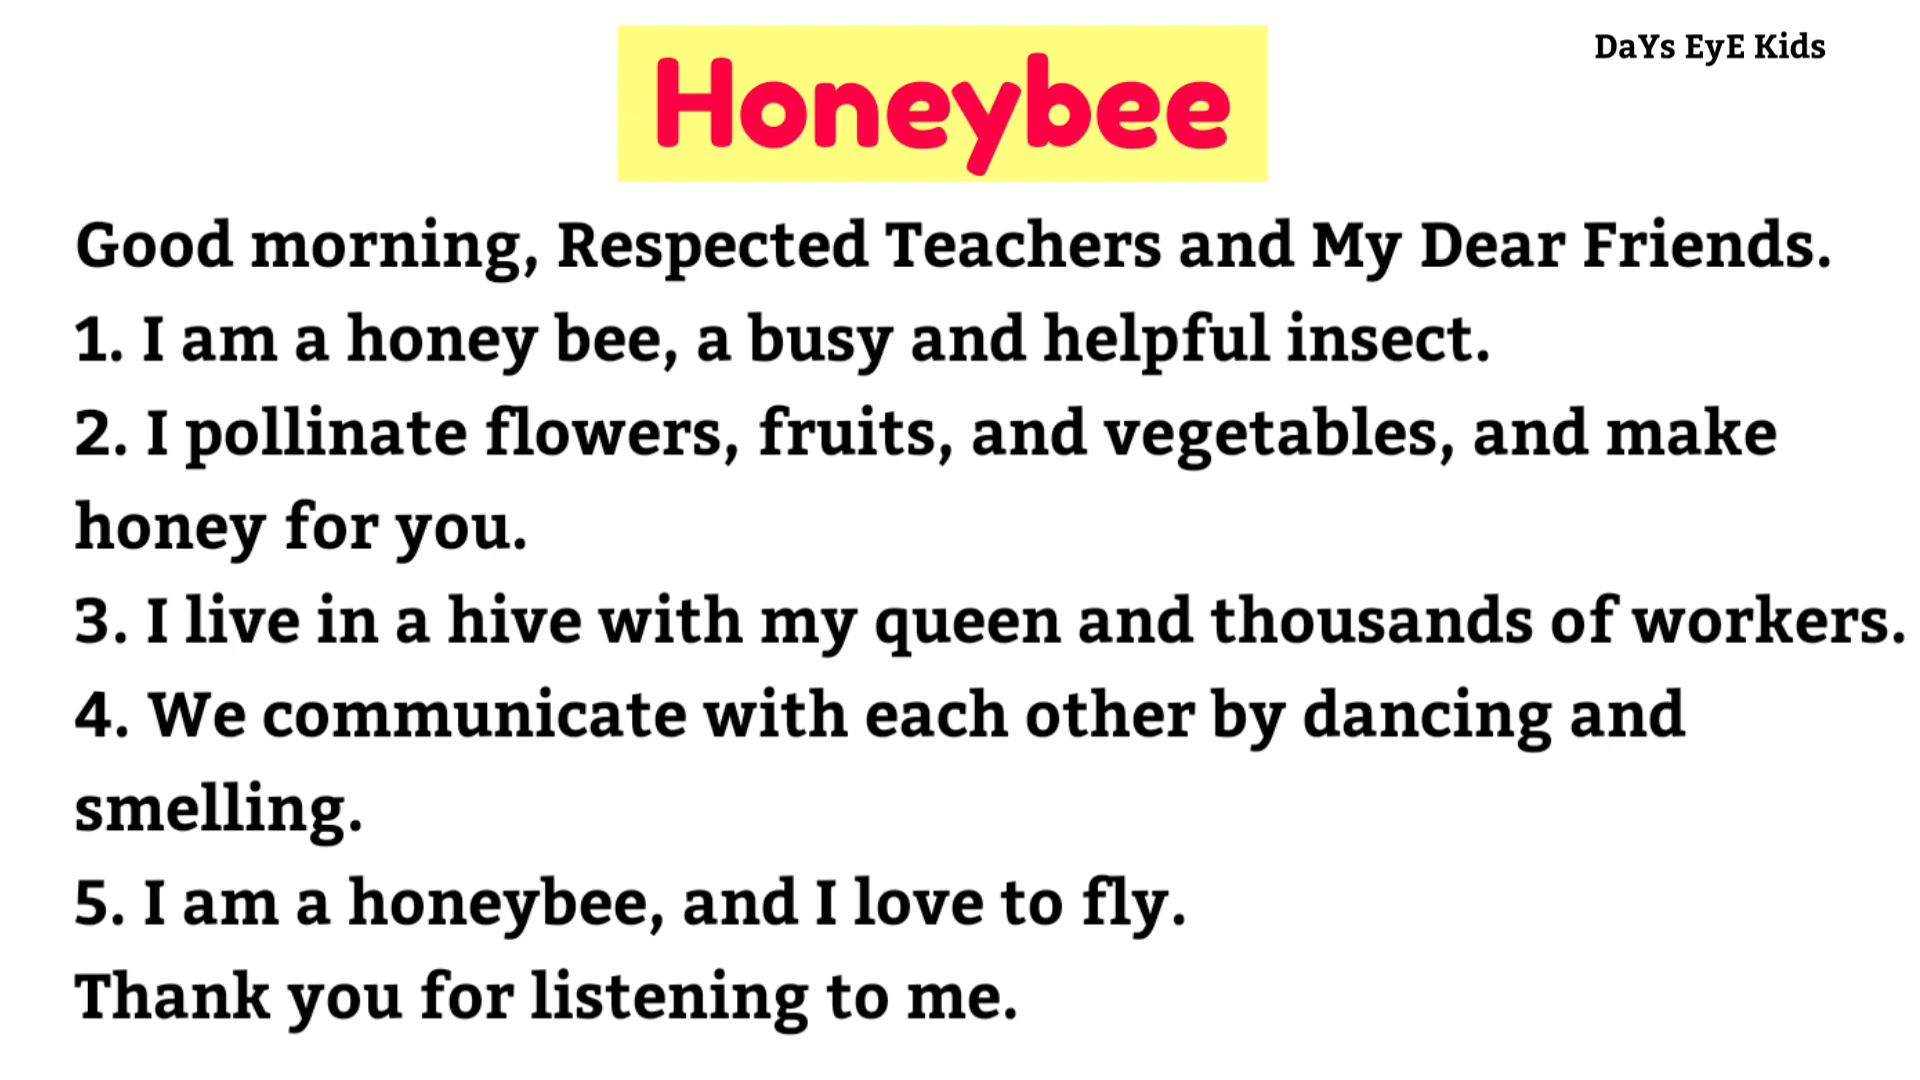 DaYs EyE Kids
Honeybee
Good morning, Respected Teachers and My Dear Friends.
1. I am a honey bee, a busy and helpful insect.
2. I pollinate flowers, fruits, and vegetables, and make
honey for you.
3. I live in a hive with my queen and thousands of workers.
4. We communicate with each other by dancing and
smelling.
5. I am a honeybee, and I love to fly.
Thank you for listening to me.